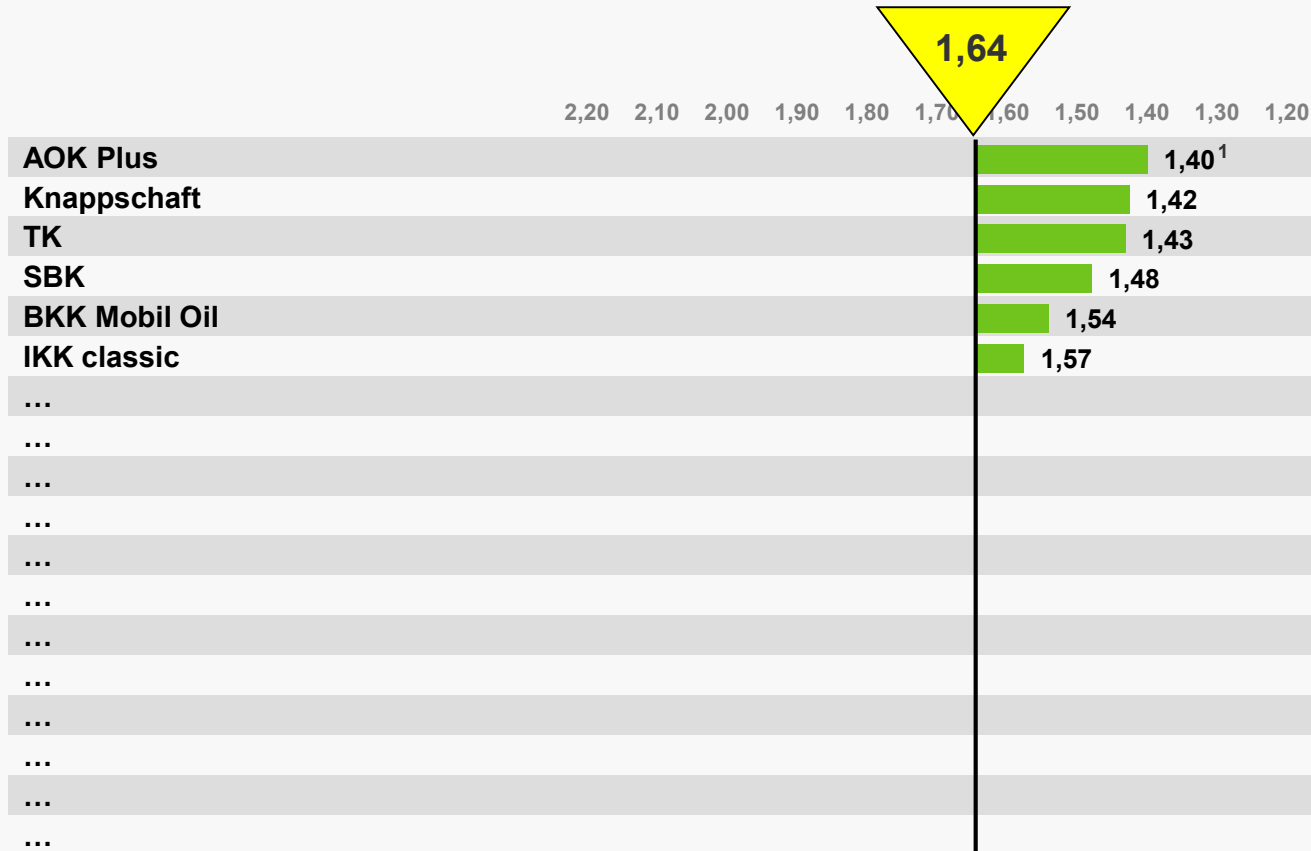 1,64
2,20 2,10 2,00 1,90 1,80 1,70 1,60 1,50 1,40 1,30 1,20
AOK Plus 1,40¹
Knappschaft 1,42
TK 1,43
SBK 1,48
BKK Mobil Oil 1,54
IKK classic 1,57
…
…
…
…
…
…
…
…
…
…
…
…